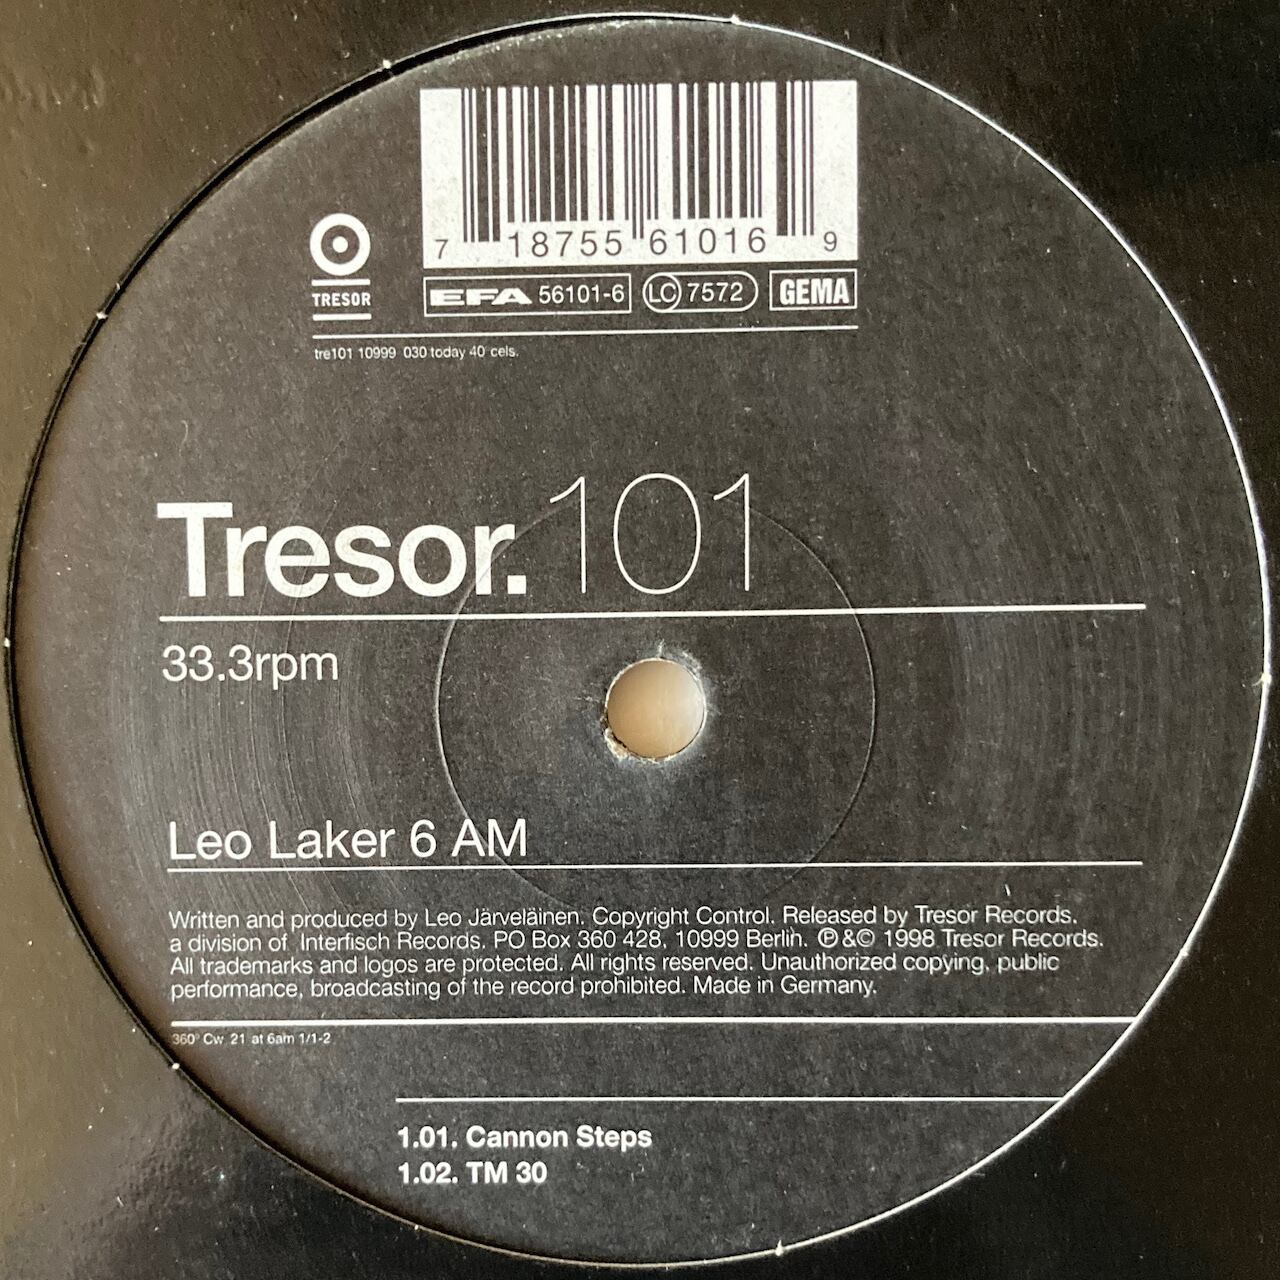 7 18755 61016 9
TRESOR
EFA 56101-6 LC 7572 GEMA
tre101 10999 030 today 40 cels.
Tresor.101
33.3rpm
Leo Laker 6 AM
Written and produced by Leo Järveläinen. Copyright Control. Released by Tresor Records.
a division of Interfisch Records. PO Box 360 428, 10999 Berlin. ℗&© 1998 Tresor Records.
All trademarks and logos are protected. All rights reserved. Unauthorized copying, public
performance, broadcasting of the record prohibited. Made in Germany.
360° Cw 21 at 6am 1/1-2
1.01. Cannon Steps
1.02. TM 30